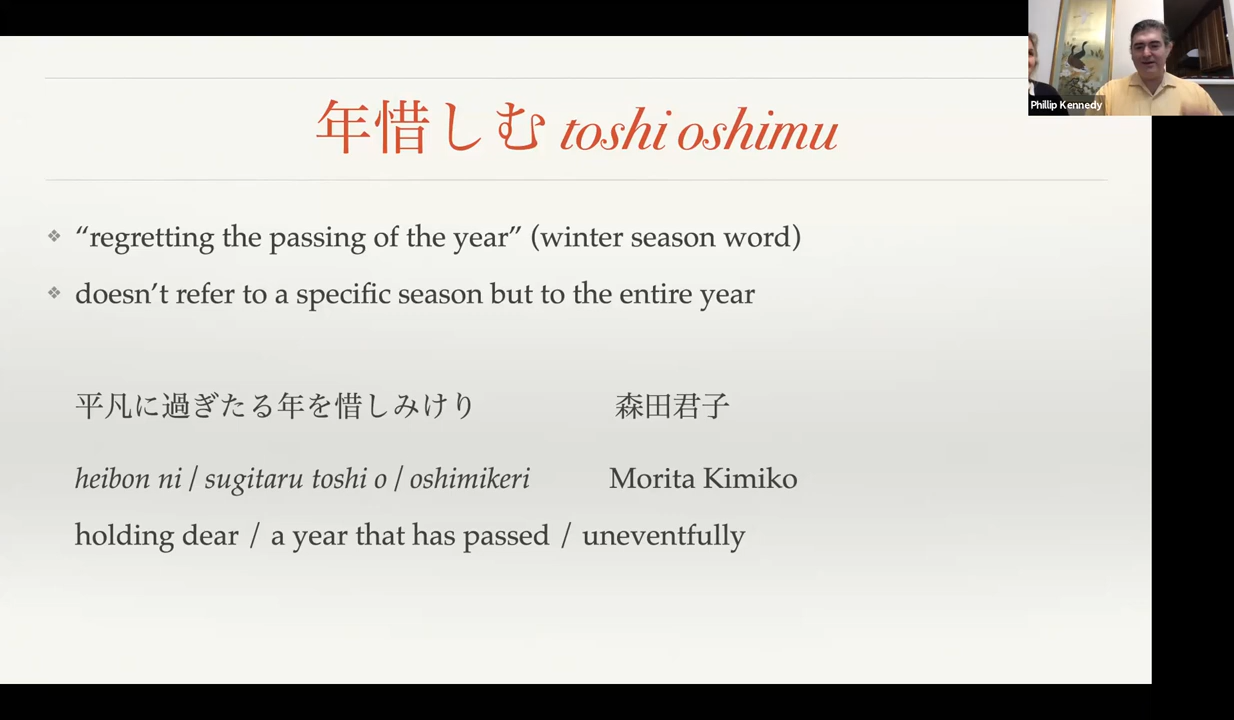 年惜しむ toshi oshimu
Phillip Kennedy
❖ “regretting the passing of the year” (winter season word)
❖ doesn’t refer to a specific season but to the entire year
平凡に過ぎたる年を惜しみけり 森田君子
heibon ni / sugitaru toshi o / oshimikeri Morita Kimiko
holding dear / a year that has passed / uneventfully